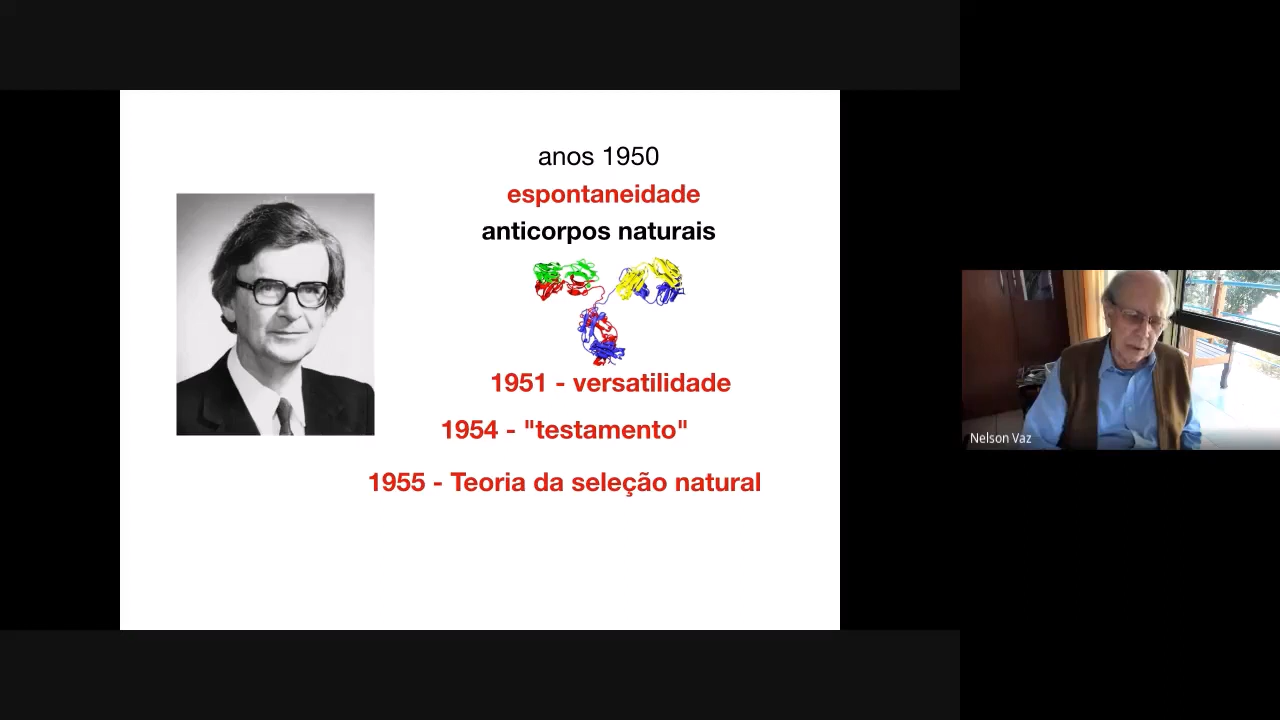 anos 1950
espontaneidade
anticorpos naturais
1951 - versatilidade
1954 - "testamento"
1955 - Teoria da seleção natural
Nelson Vaz